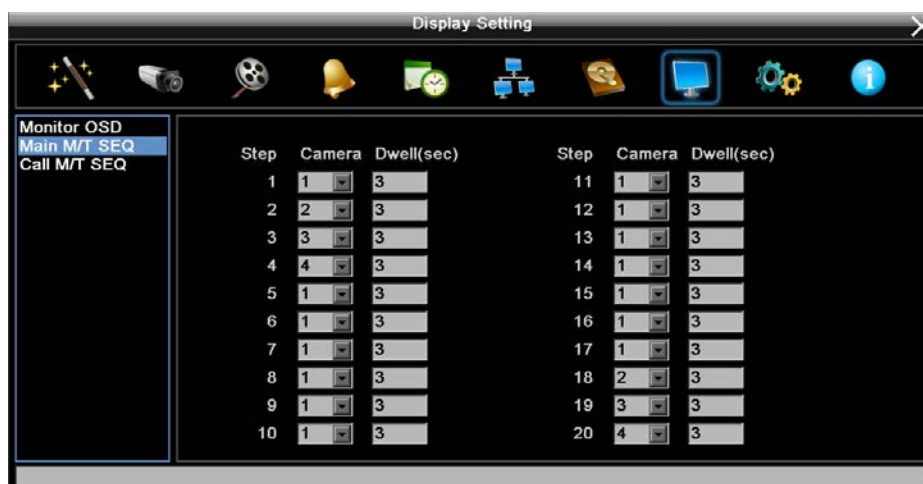 Display Setting
Monitor OSD
Main M/T SEQ
Call M/T SEQ
Step Camera Dwell(sec) Step Camera Dwell(sec)
1 1 3 11 1 3
2 2 3 12 1 3
3 3 3 13 1 3
4 4 3 14 1 3
5 1 3 15 1 3
6 1 3 16 1 3
7 1 3 17 1 3
8 1 3 18 2 3
9 1 3 19 3 3
10 1 3 20 4 3